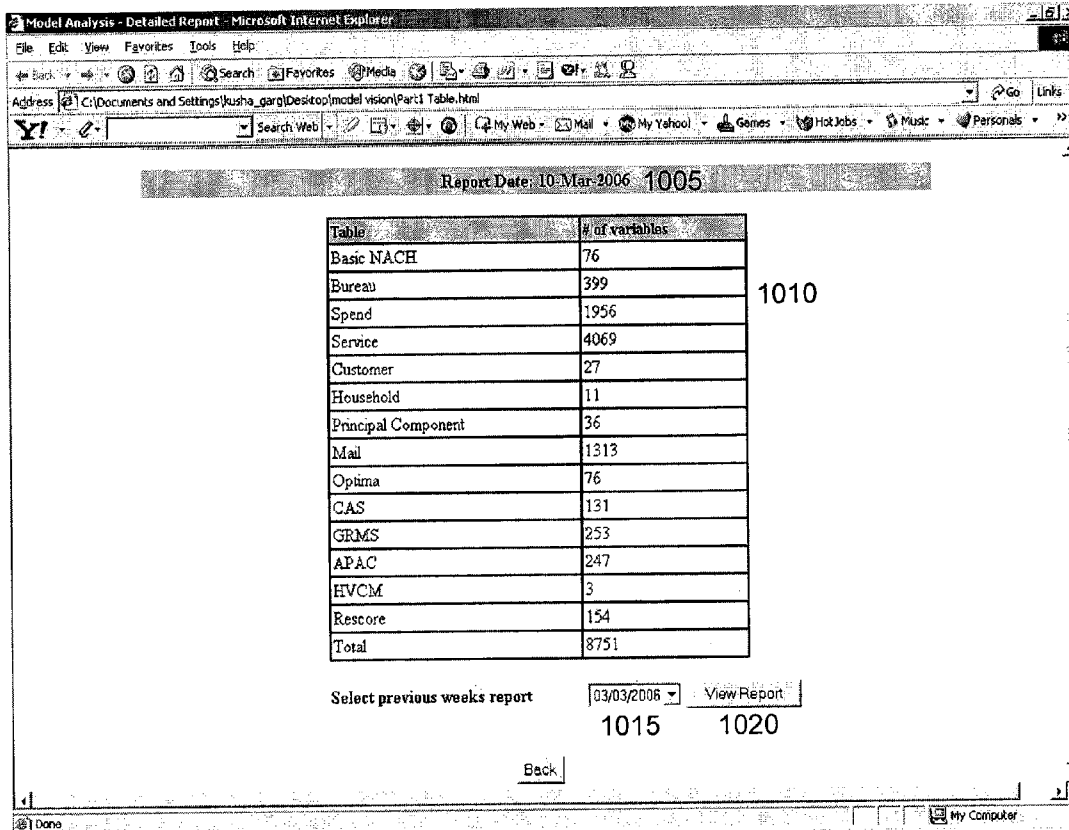 Model Analysis - Detailed Report - Microsoft Internet Explorer
File Edit View Favorites Tools Help
Back Search Favorites Media
Address C:\Documents and Settings\kusha_garg\Desktop\model vision\Part1 Table.html Go Links
Y! Search Web My Web Mail My Yahoo! Games HotJobs Music Personals »
Report Date: 10-Mar-2006 1005
Table # of variables
Basic NACH 76
Bureau 399
1010
Spend 1956
Service 4069
Customer 27
Household 11
Principal Component 36
Mail 1313
Optima 76
CAS 131
GRMS 253
APAC 247
HVCM 3
Rescore 154
Total 8751
Select previous weeks report 03/03/2006 View Report
1015 1020
Back
Done My Computer